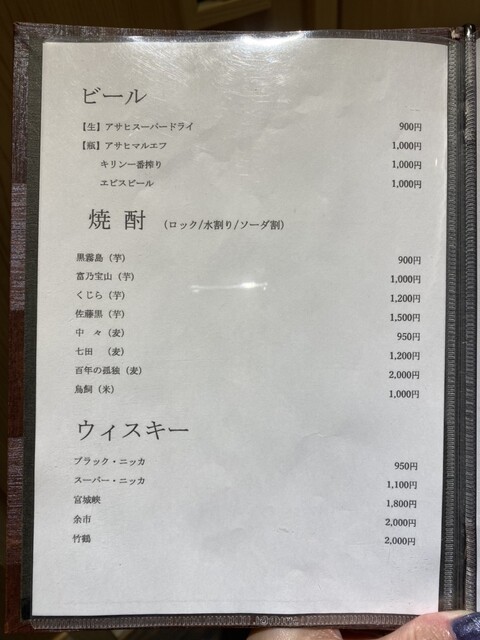 ビール
【生】アサヒスーパードライ 900円
【瓶】アサヒマルエフ 1,000円
キリン一番搾り 1,000円
エビスビール 1,000円
焼 酎 （ロック/水割り/ソーダ割）
黒霧島（芋） 900円
富乃宝山（芋） 1,000円
くじら（芋） 1,200円
佐藤黒（芋） 1,500円
中 々（麦） 950円
七田 （麦） 1,200円
百年の孤独（麦） 2,000円
鳥飼（米） 1,000円
ウィスキー
ブラック・ニッカ 950円
スーパー・ニッカ 1,100円
宮城峡 1,800円
余市 2,000円
竹鶴 2,000円